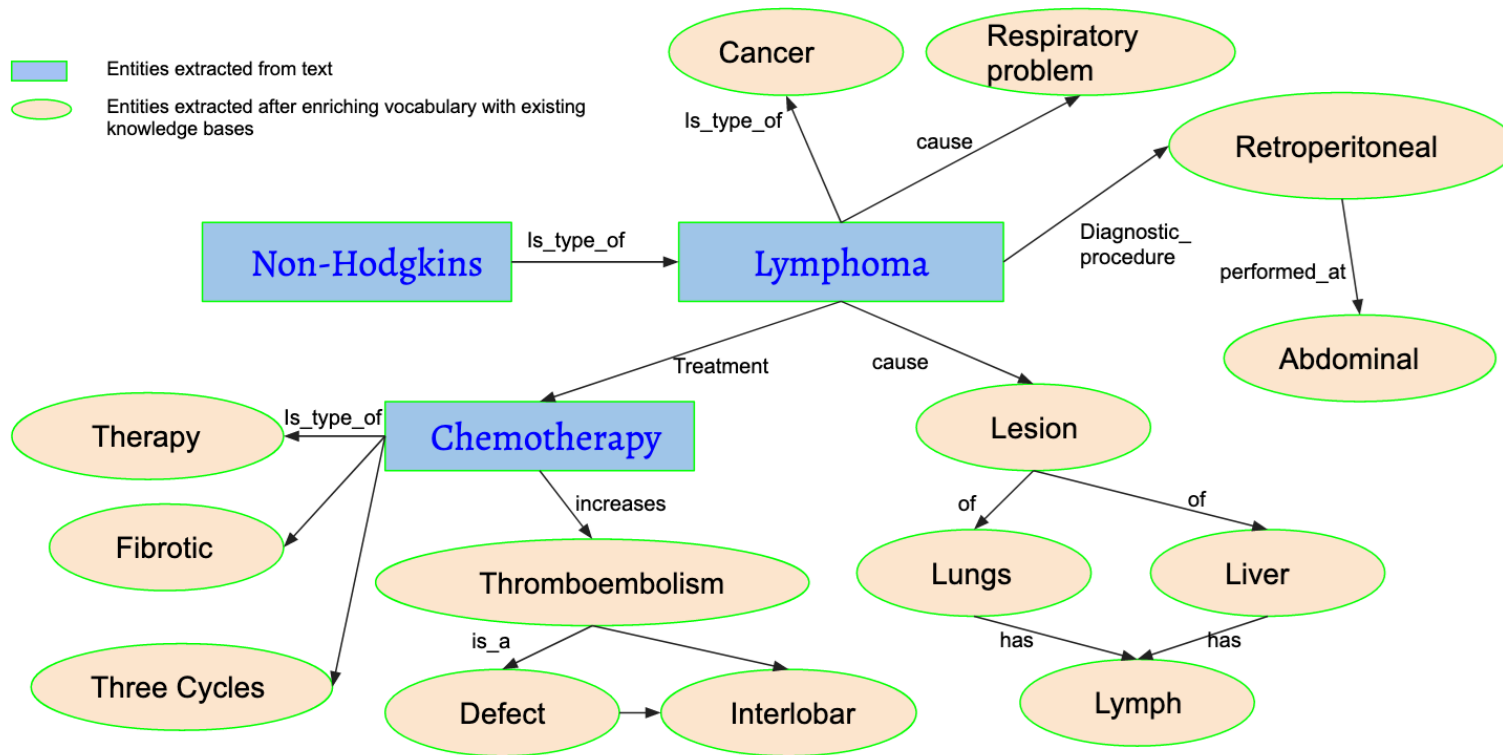 Entities extracted from text
Entities extracted after enriching vocabulary with existing
knowledge bases
Cancer
Respiratory
problem
Is_type_of
cause
Retroperitoneal
Non-Hodgkins
Is_type_of
Lymphoma
Diagnostic_
procedure
performed_at
Abdominal
Treatment
cause
Therapy
Is_type_of
Chemotherapy
Lesion
increases
of
of
Fibrotic
Thromboembolism
Lungs
Liver
is_a
has
has
Three Cycles
Defect
Interlobar
Lymph